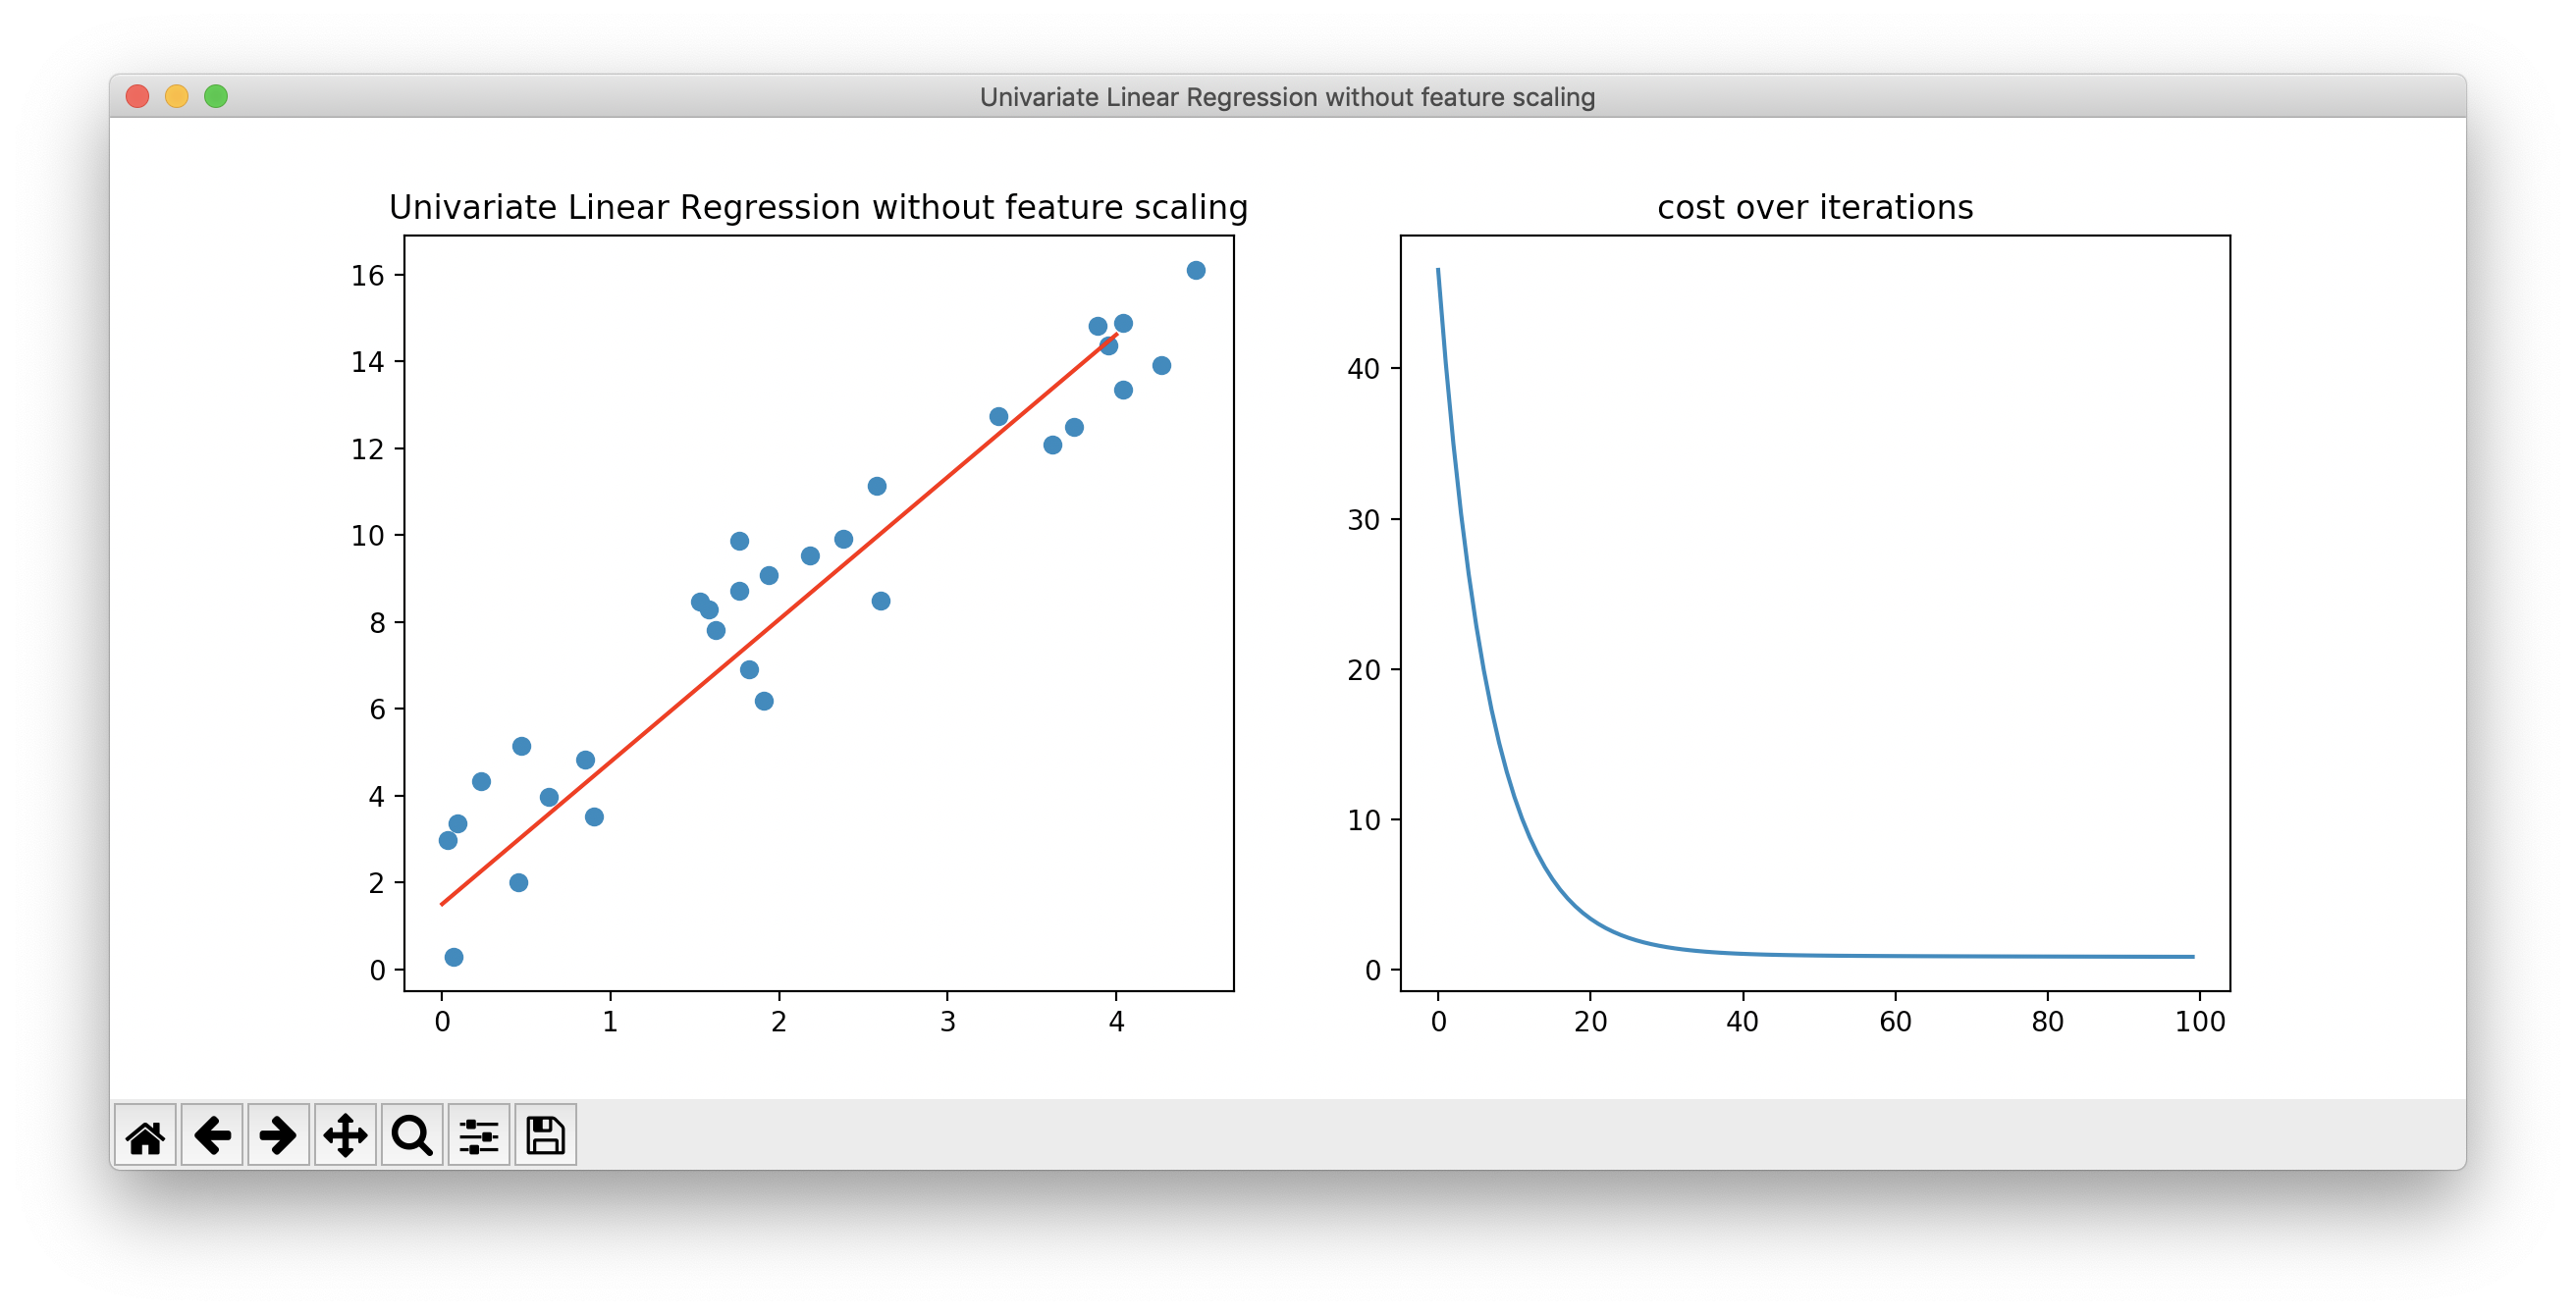 Univariate Linear Regression without feature scaling
Univariate Linear Regression without feature scaling
16
14
12
10
8
6
4
2
0
0 1 2 3 4
cost over iterations
40
30
20
10
0
0 20 40 60 80 100